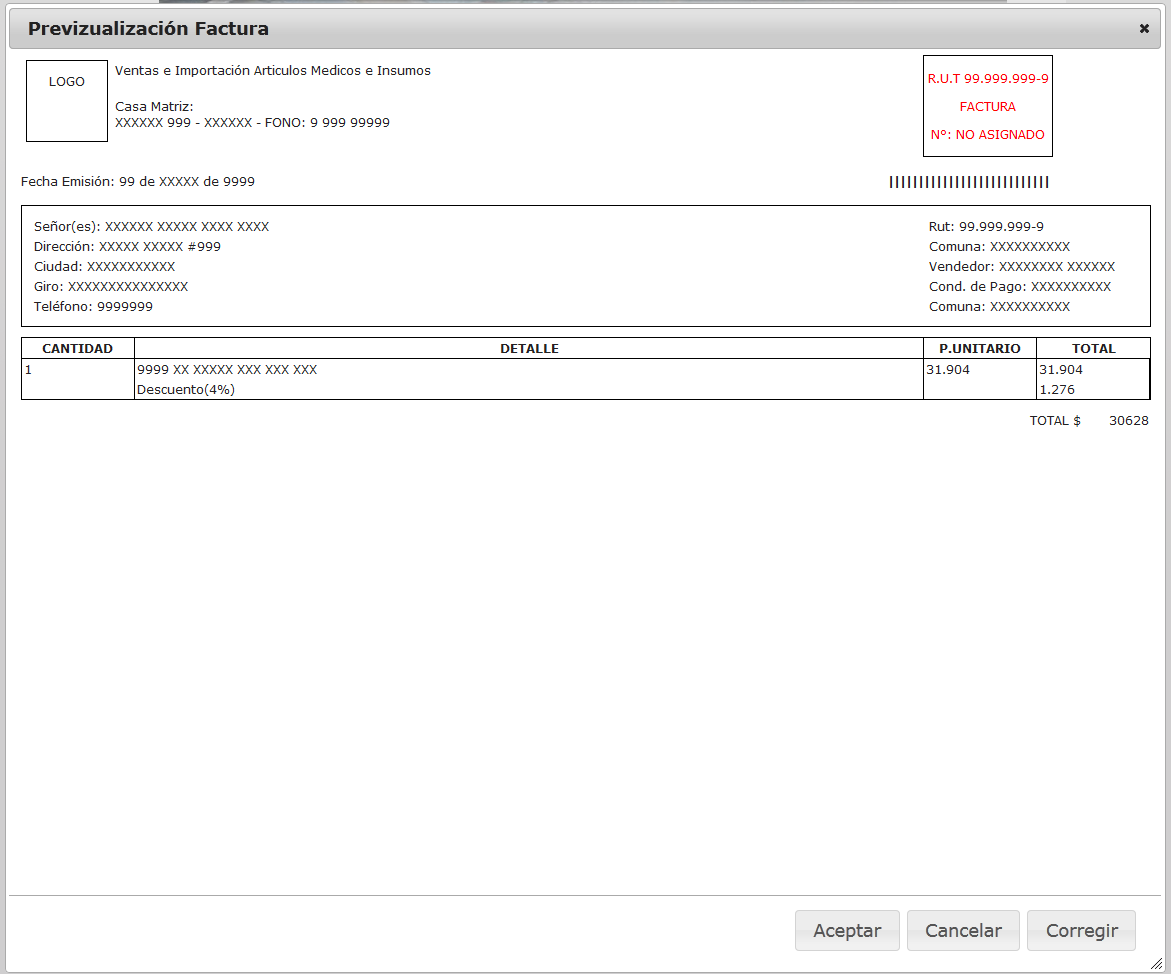 Previzualización Factura
LOGO
Ventas e Importación Articulos Medicos e Insumos
Casa Matriz:
XXXXXX 999 - XXXXXX - FONO: 9 999 99999
R.U.T 99.999.999-9
FACTURA
Nº: NO ASIGNADO
Fecha Emisión: 99 de XXXXX de 9999
|||||||||||||||||||||||||||
Señor(es): XXXXXX XXXXX XXXX XXXX
Dirección: XXXXX XXXXX #999
Ciudad: XXXXXXXXXXX
Giro: XXXXXXXXXXXXXXX
Teléfono: 9999999
Rut: 99.999.999-9
Comuna: XXXXXXXXXX
Vendedor: XXXXXXXX XXXXXX
Cond. de Pago: XXXXXXXXXX
Comuna: XXXXXXXXXX
CANTIDAD DETALLE P.UNITARIO TOTAL
1 9999 XX XXXXX XXX XXX XXX 31.904 31.904
Descuento(4%) 1.276
TOTAL $ 30628
Aceptar Cancelar Corregir